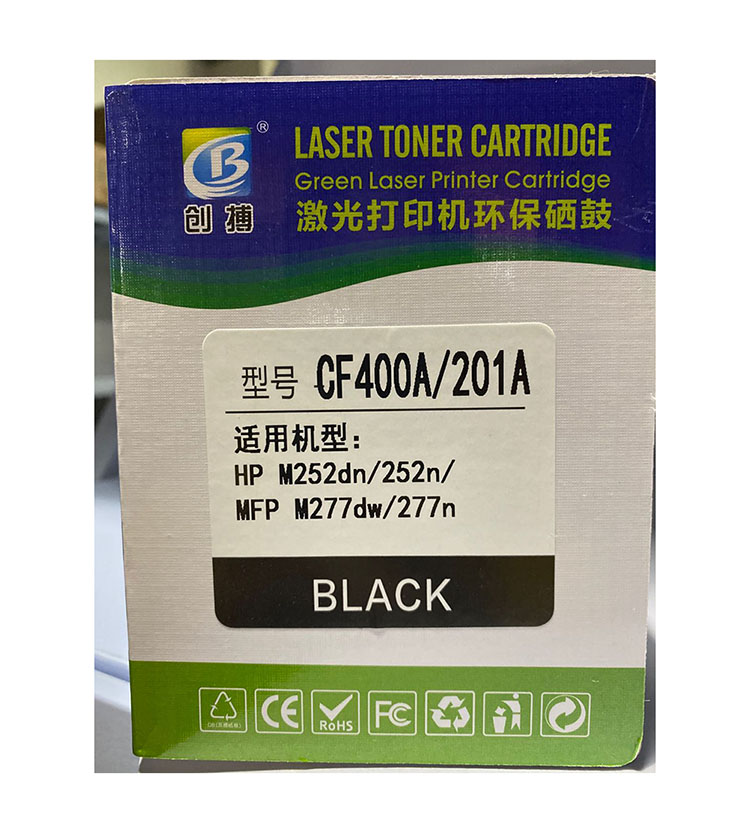 ®
创搏
LASER TONER CARTRIDGE
Green Laser Printer Cartridge
激光打印机环保硒鼓
型号 CF400A/201A
适用机型:
HP M252dn/252n/
MFP M277dw/277n
BLACK
CE
RoHS
FC